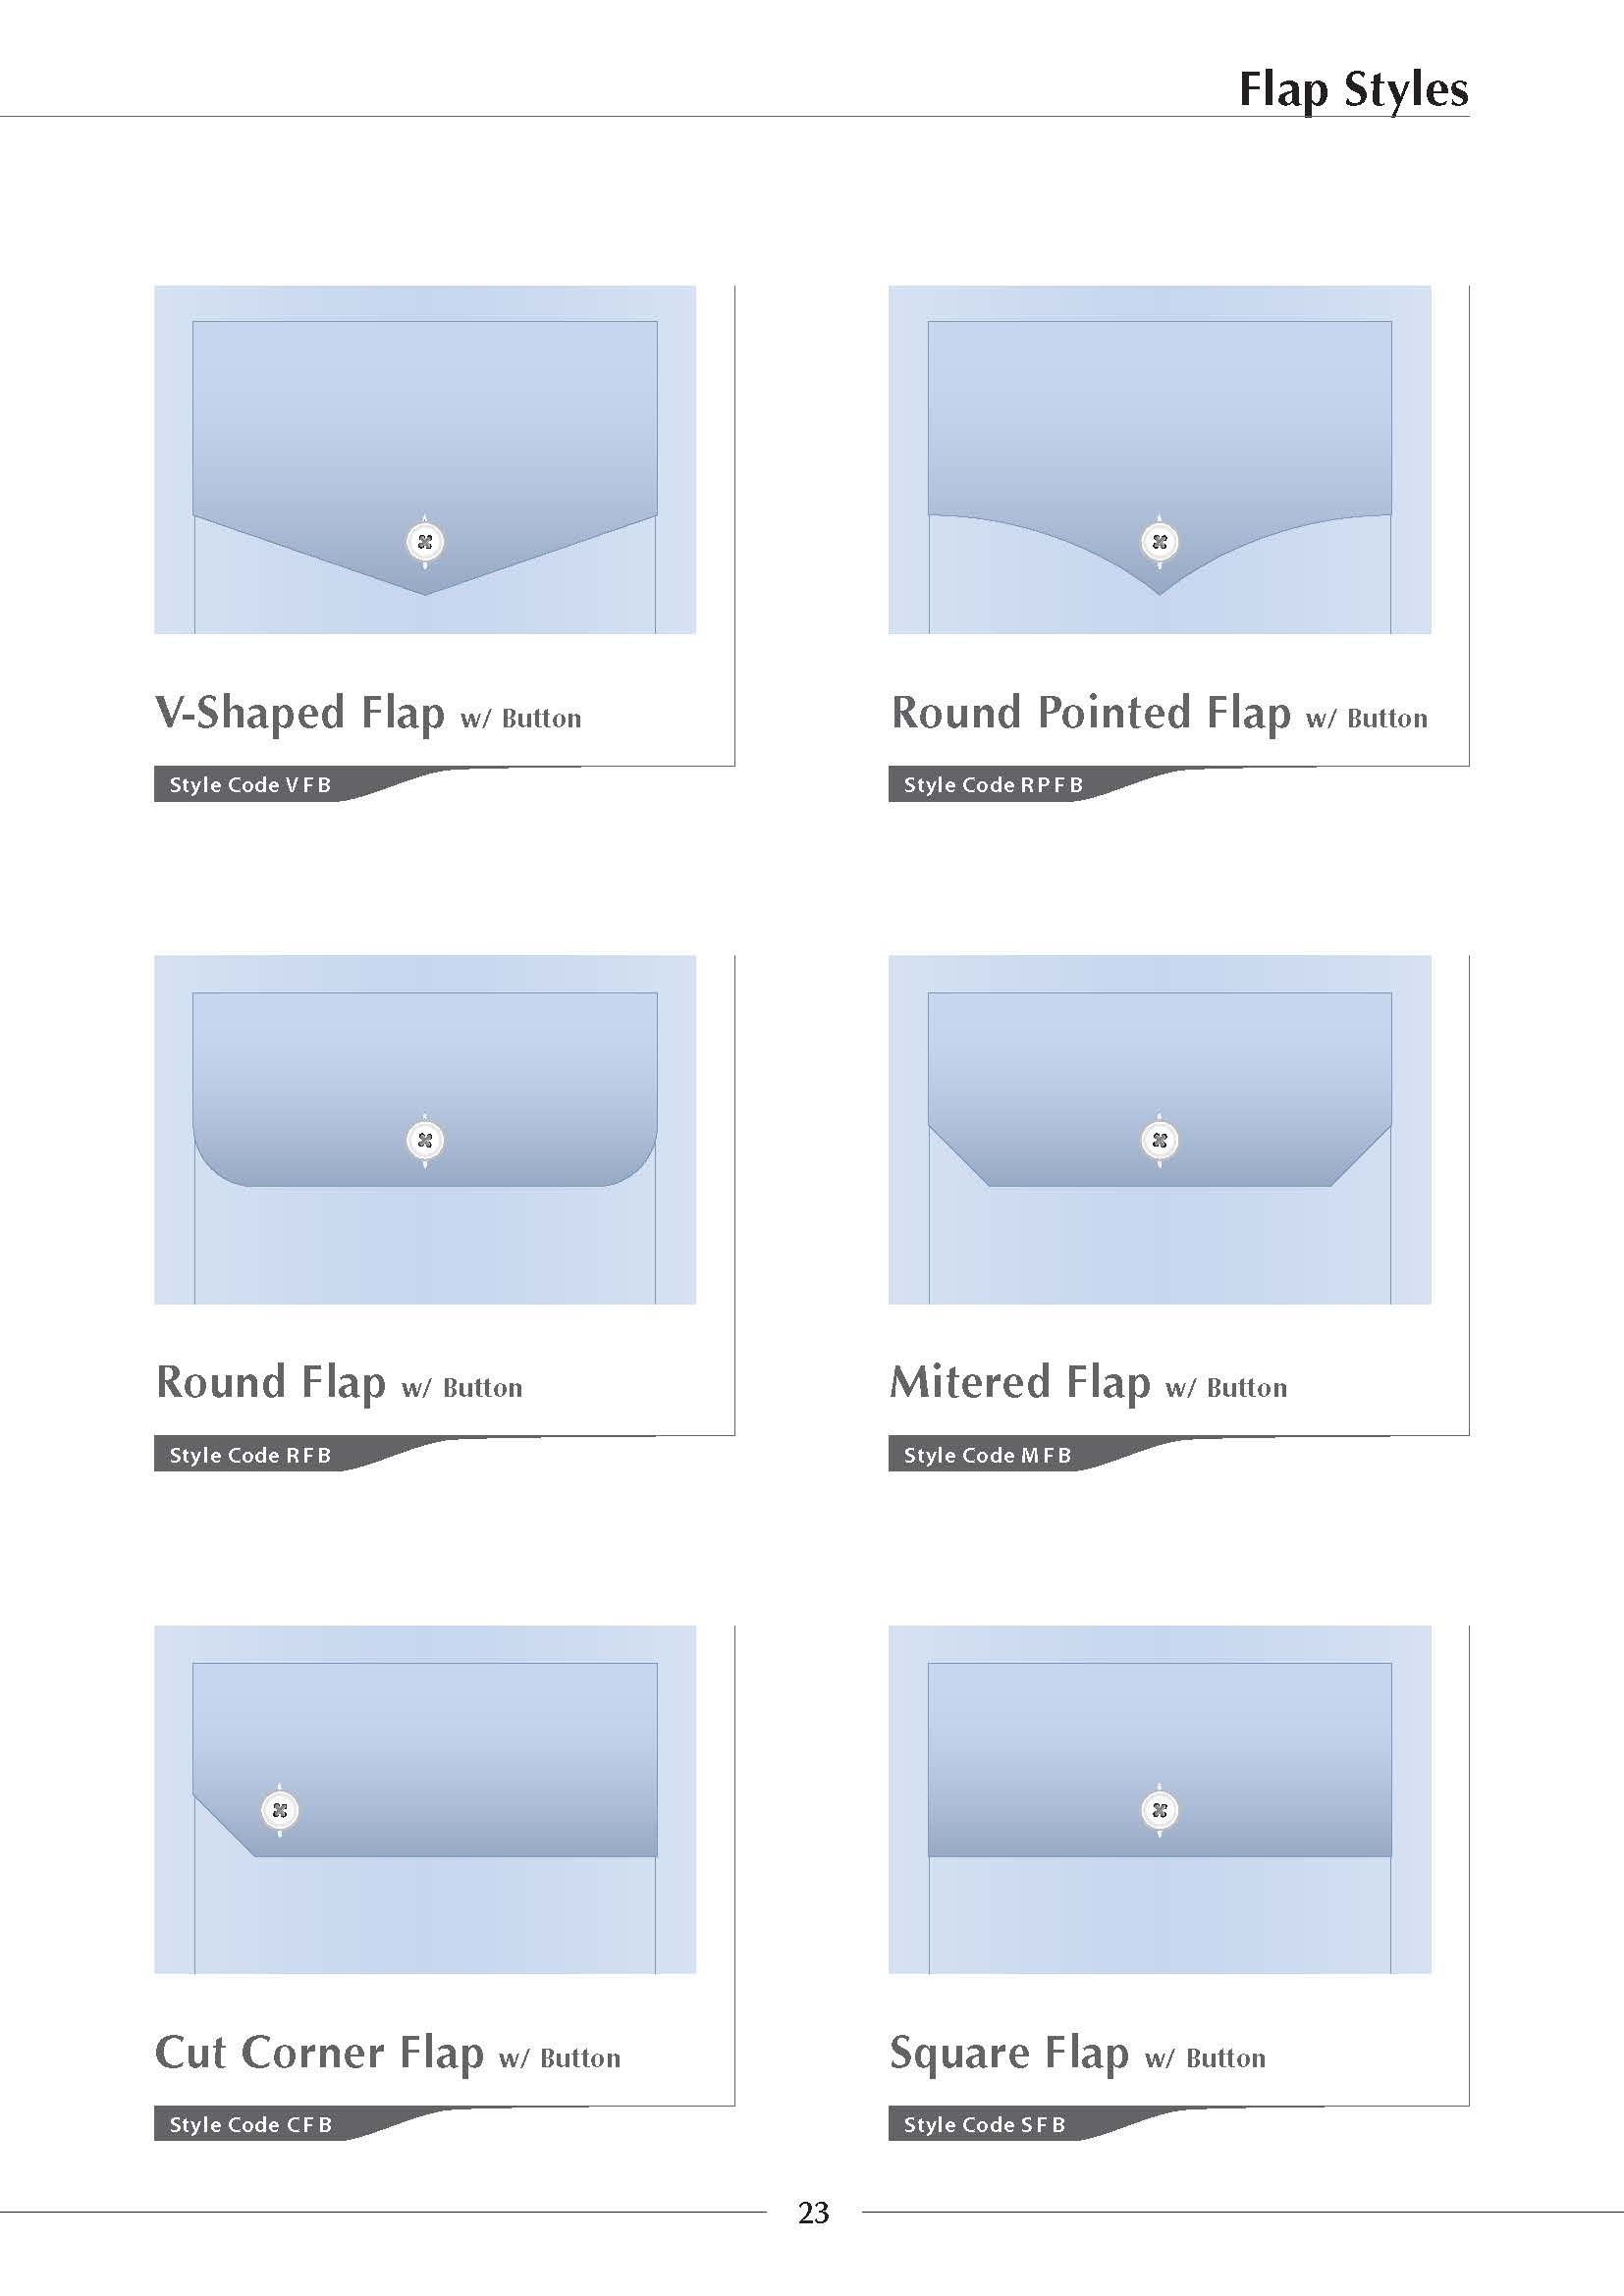 Flap Styles
V-Shaped Flap w/ Button
Style Code VFB
Round Pointed Flap w/ Button
Style Code RPFB
Round Flap w/ Button
Style Code RFB
Mitered Flap w/ Button
Style Code MFB
Cut Corner Flap w/ Button
Style Code CFB
Square Flap w/ Button
Style Code SFB
23